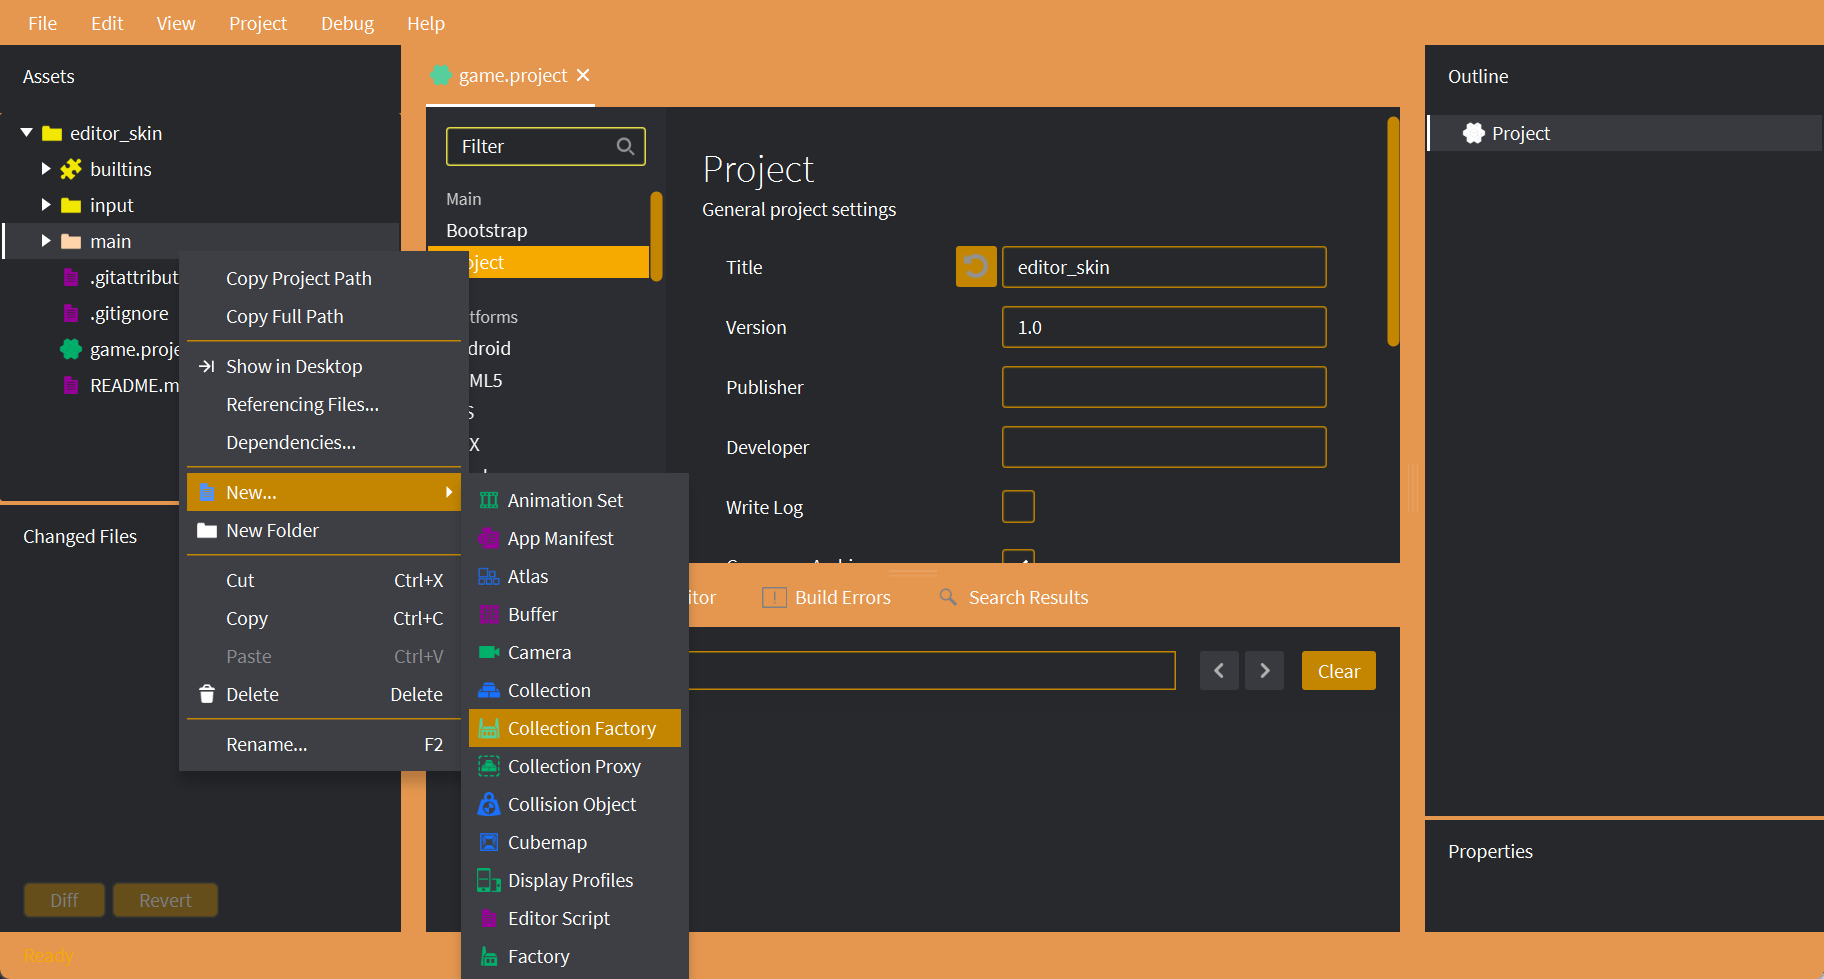 File Edit View Project Debug Help
Assets
editor_skin
builtins
input
main
.gitattribut
.gitignore
game.proje
README.m
Copy Project Path
Copy Full Path
Show in Desktop
Referencing Files...
Dependencies...
New...
New Folder
Cut Ctrl+X
Copy Ctrl+C
Paste Ctrl+V
Delete Delete
Rename... F2
Animation Set
App Manifest
Atlas
Buffer
Camera
Collection
Collection Factory
Collection Proxy
Collision Object
Cubemap
Display Profiles
Editor Script
Factory
Changed Files
Diff Revert
Ready
game.project
Filter
Main
Bootstrap
oject
tforms
droid
ML5
S
X
Project
General project settings
Title editor_skin
Version 1.0
Publisher
Developer
Write Log
itor Build Errors Search Results
Clear
Outline
Project
Properties